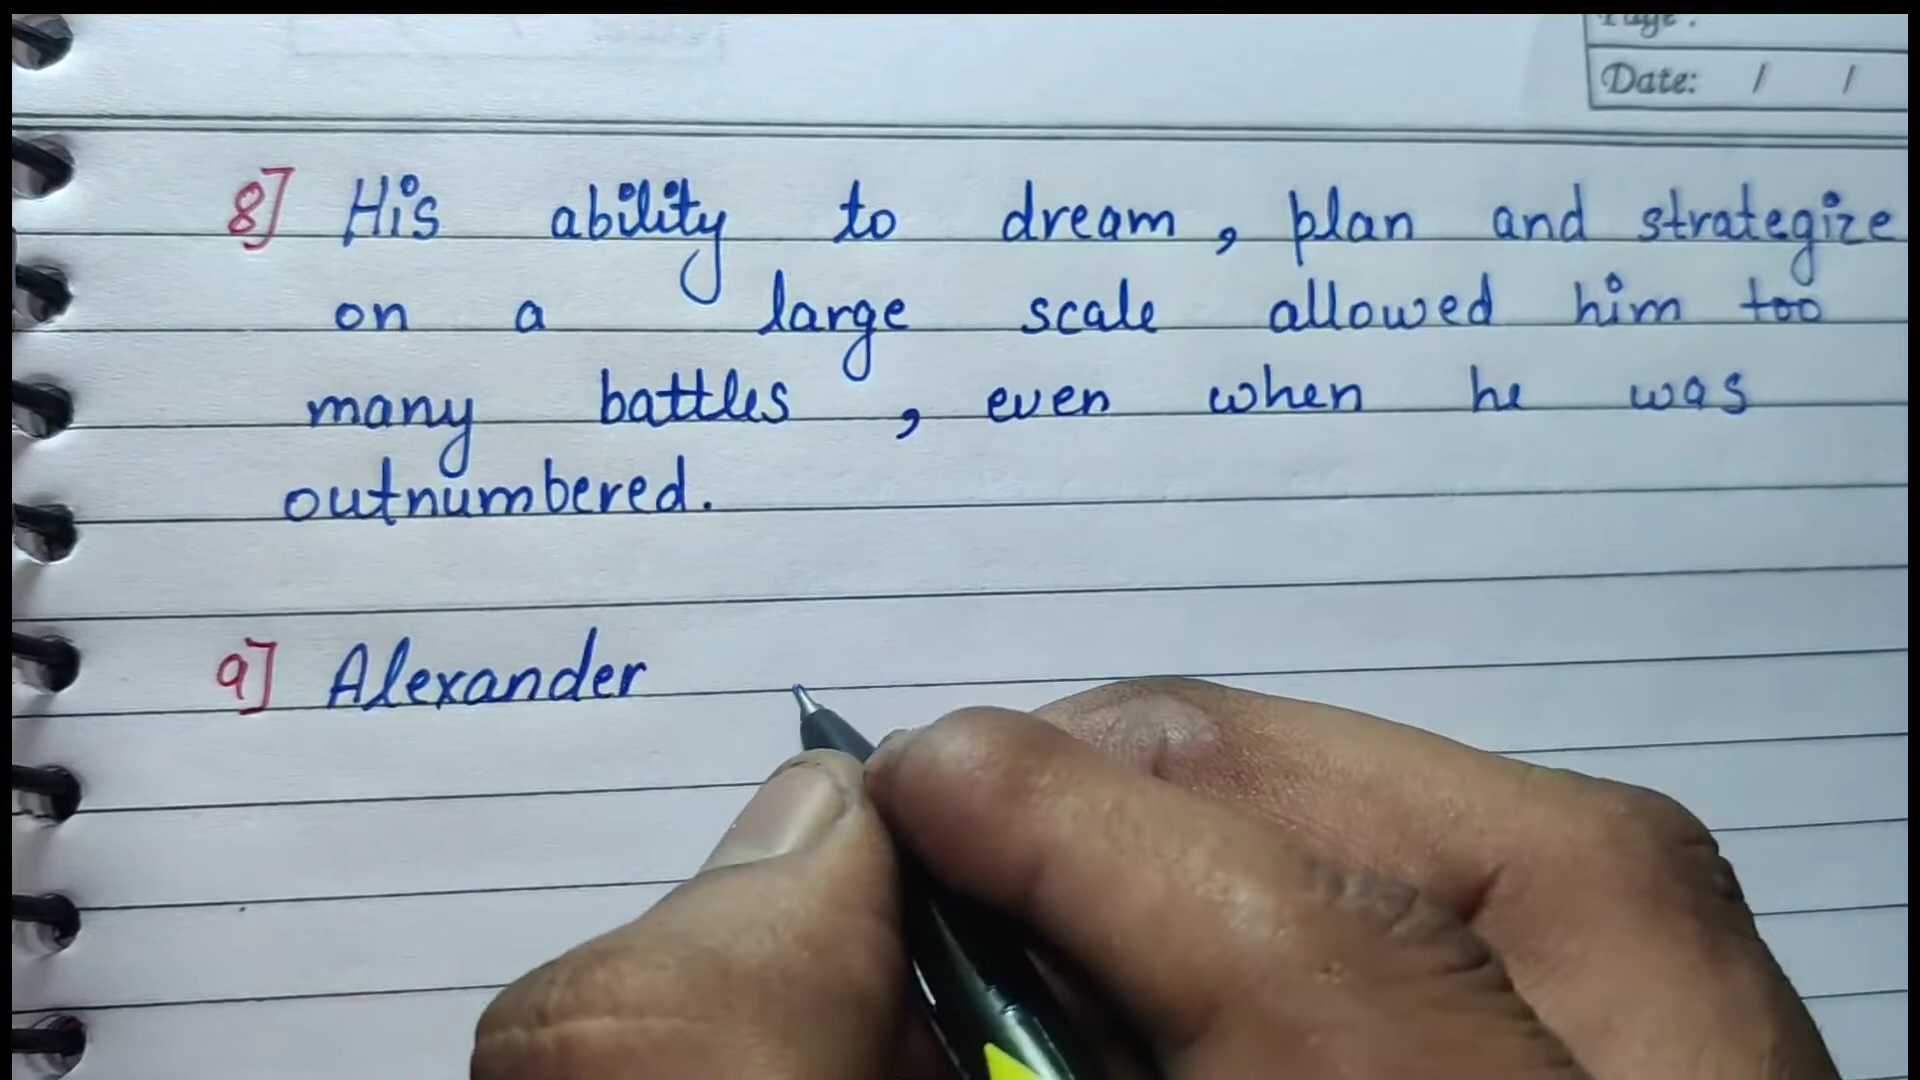 Page:
Date: / /
8] His ability to dream, plan and strategize
on a large scale allowed him too
many battles, even when he was
outnumbered.
9] Alexander